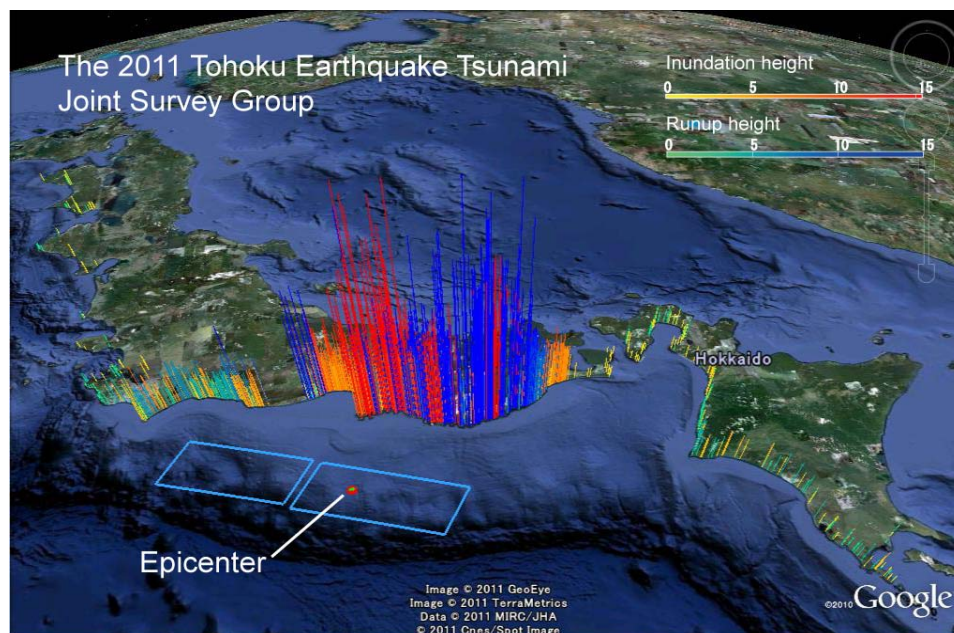 The 2011 Tohoku Earthquake Tsunami
Joint Survey Group
Inundation height
0 5 10 15
Runup height
0 5 10 15
Hokkaido
Epicenter
Image © 2011 GeoEye
Image © 2011 TerraMetrics
Data © 2011 MIRC/JHA
© 2011 Cnes/Spot Image
©2010 Google